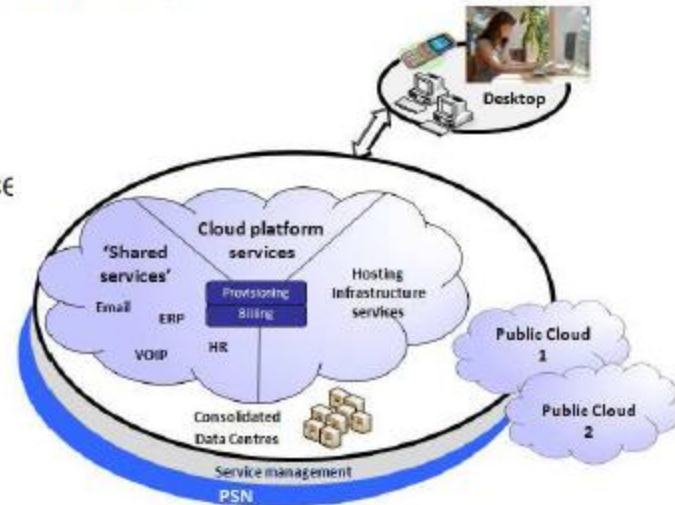 Desktop
Cloud platform
services
'Shared
services'
Email
ERP
VOIP
HR
Provisioning
Billing
Hosting
Infrastructure
services
Public Cloud
1
Public Cloud
2
Consolidated
Data Centres
Service management
PSN